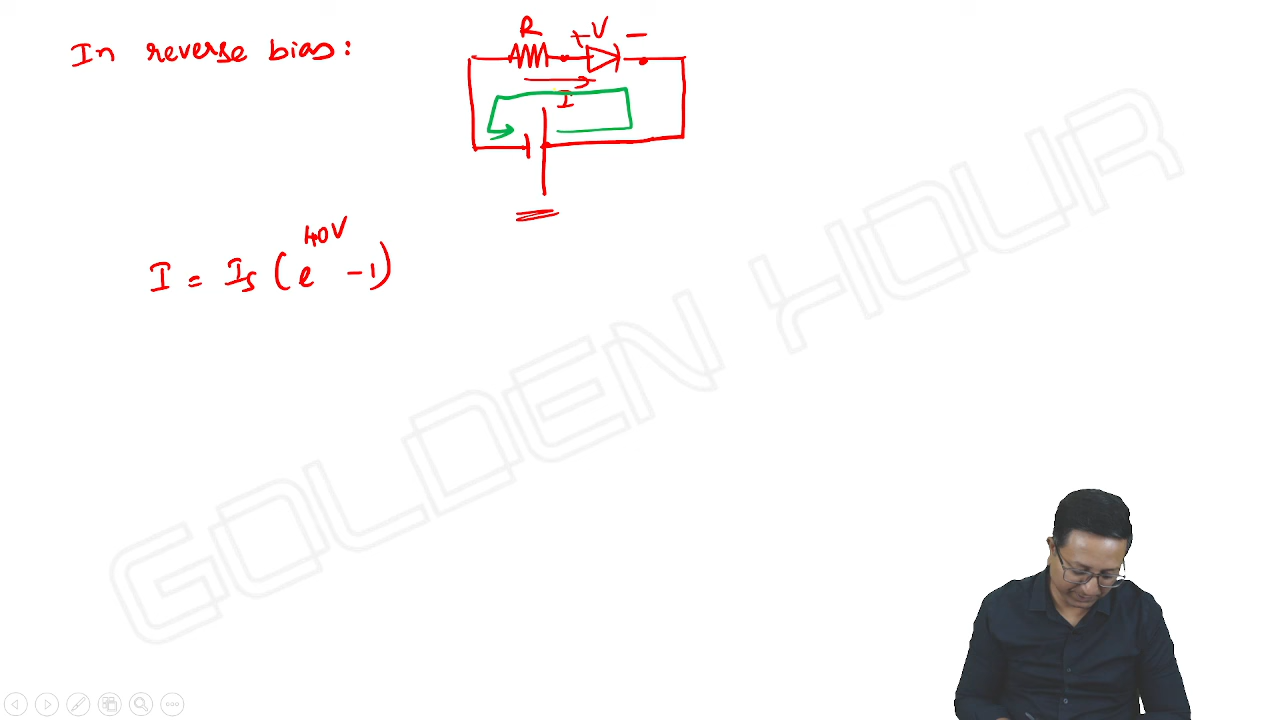 In reverse bias:
R
+ V -
I
I = Is (e^40V - 1)
GOLDEN HOUR